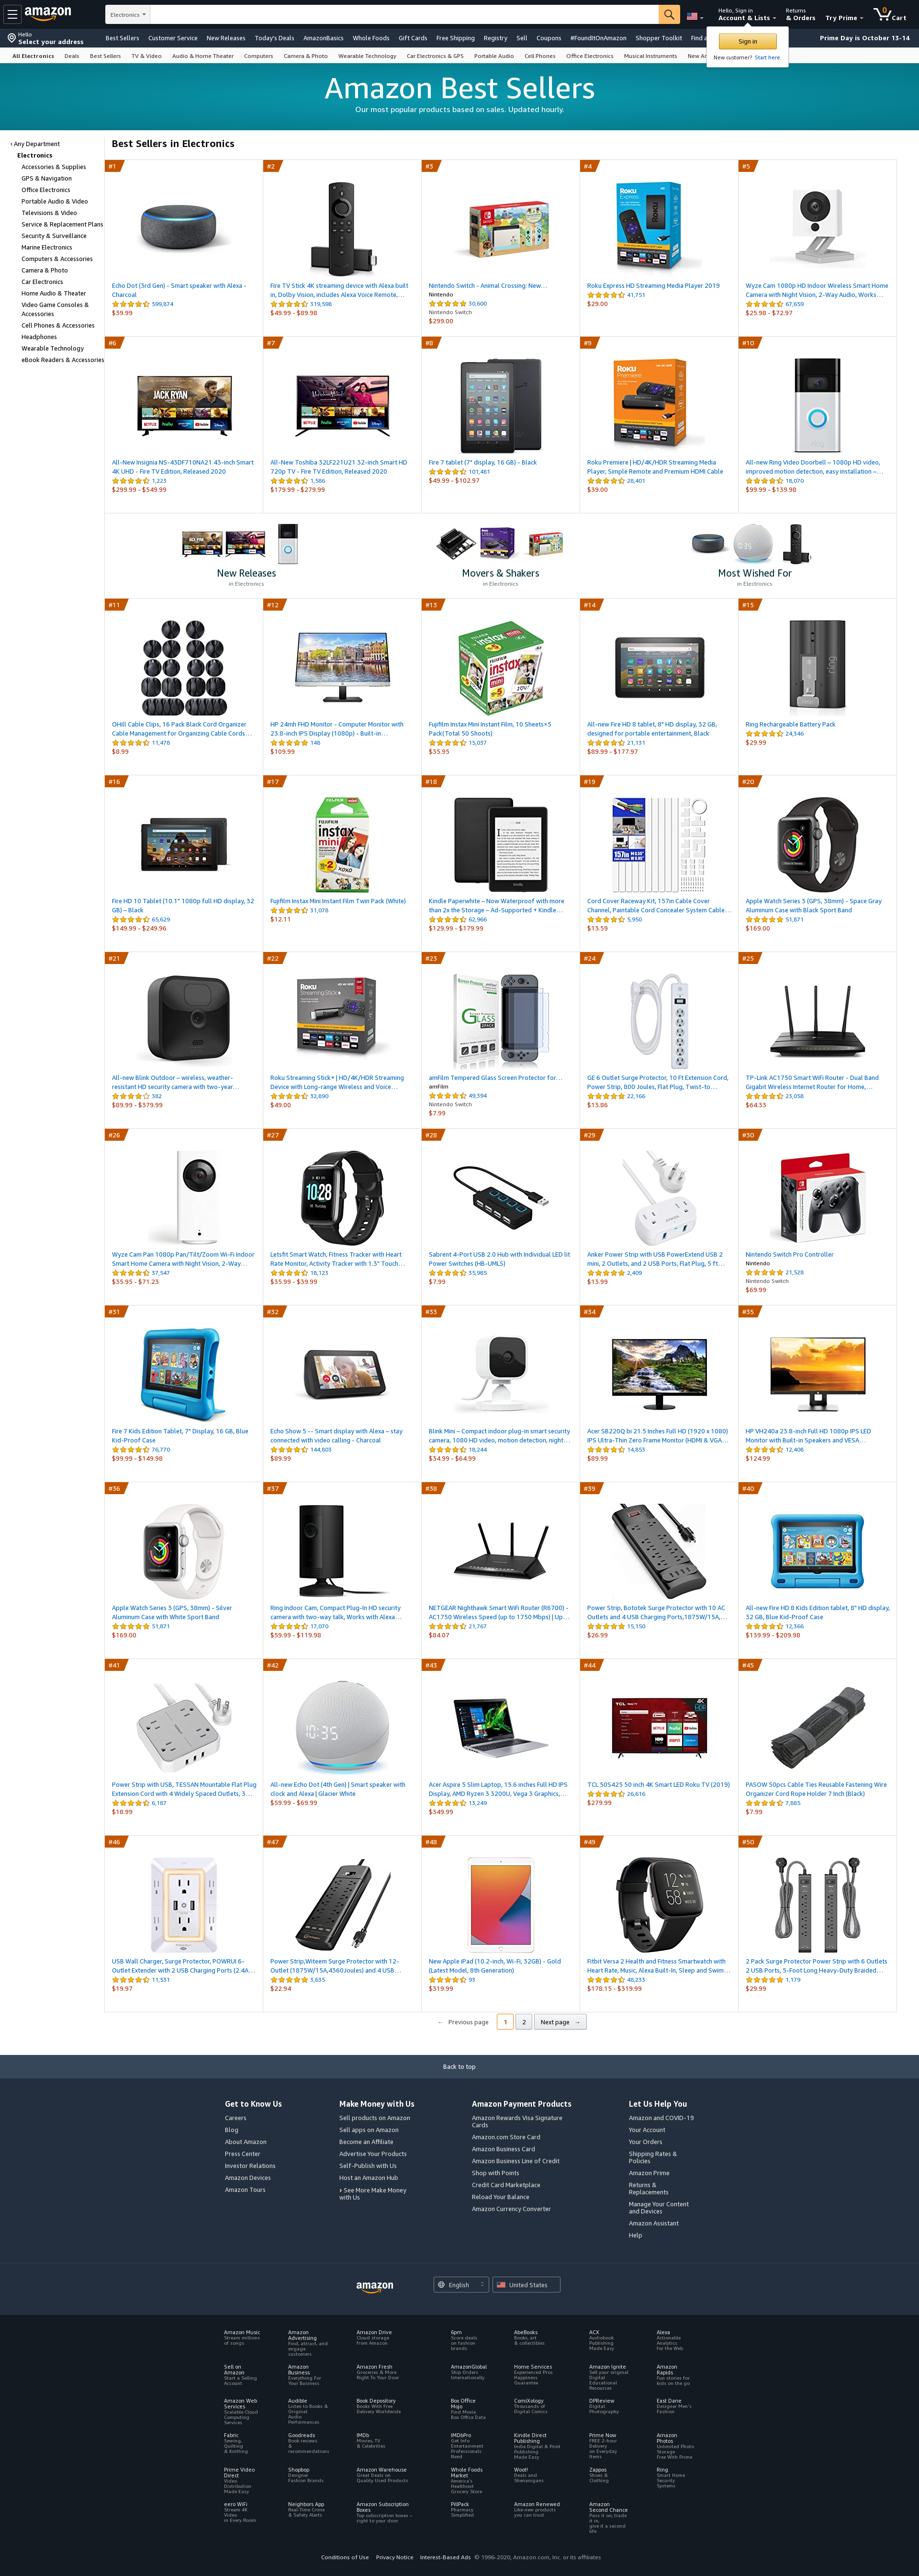 amazon
Electronics
Hello, Sign in
Account & Lists
Returns
& Orders
Try Prime
0
Cart
Hello
Select your address
Best Sellers
Customer Service
New Releases
Today's Deals
AmazonBasics
Whole Foods
Gift Cards
Free Shipping
Registry
Sell
Coupons
#FoundItOnAmazon
Shopper Toolkit
Find a
Prime Day is October 13-14
Sign in
New customer? Start here.
All Electronics
Deals
Best Sellers
TV & Video
Audio & Home Theater
Computers
Camera & Photo
Wearable Technology
Car Electronics & GPS
Portable Audio
Cell Phones
Office Electronics
Musical Instruments
Amazon Best Sellers
Our most popular products based on sales. Updated hourly.
‹ Any Department
Electronics
Accessories & Supplies
GPS & Navigation
Office Electronics
Portable Audio & Video
Televisions & Video
Service & Replacement Plans
Security & Surveillance
Marine Electronics
Computers & Accessories
Camera & Photo
Car Electronics
Home Audio & Theater
Video Game Consoles &
Accessories
Cell Phones & Accessories
Headphones
Wearable Technology
eBook Readers & Accessories
Best Sellers in Electronics
#1
Echo Dot (3rd Gen) - Smart speaker with Alexa -
Charcoal
599,874
$39.99
#2
Fire TV Stick 4K streaming device with Alexa built
in, Dolby Vision, includes Alexa Voice Remote,...
319,598
$49.99 - $89.98
#3
Nintendo Switch - Animal Crossing: New...
Nintendo
30,600
Nintendo Switch
$299.00
#4
Roku Express HD Streaming Media Player 2019
41,751
$29.00
#5
Wyze Cam 1080p HD Indoor Wireless Smart Home
Camera with Night Vision, 2-Way Audio, Works...
67,659
$25.98 - $72.97
#6
All-New Insignia NS-43DF710NA21 43-inch Smart
4K UHD - Fire TV Edition, Released 2020
1,223
$299.99 - $549.99
#7
All-New Toshiba 32LF221U21 32-inch Smart HD
720p TV - Fire TV Edition, Released 2020
1,586
$179.99 - $279.99
#8
Fire 7 tablet (7" display, 16 GB) - Black
101,461
$49.99 - $102.97
#9
Roku Premiere | HD/4K/HDR Streaming Media
Player, Simple Remote and Premium HDMI Cable
28,401
$39.00
#10
All-new Ring Video Doorbell – 1080p HD video,
improved motion detection, easy installation –...
18,070
$99.99 - $139.98
New Releases
in Electronics
Movers & Shakers
in Electronics
Most Wished For
in Electronics
#11
OHill Cable Clips, 16 Pack Black Cord Organizer
Cable Management for Organizing Cable Cords...
11,478
$8.99
#12
HP 24mh FHD Monitor - Computer Monitor with
23.8-inch IPS Display (1080p) - Built-in...
148
$109.99
#13
Fujifilm Instax Mini Instant Film, 10 Sheets×5
Pack(Total 50 Shoots)
15,037
$35.95
#14
All-new Fire HD 8 tablet, 8" HD display, 32 GB,
designed for portable entertainment, Black
21,131
$89.99 - $177.97
#15
Ring Rechargeable Battery Pack
24,346
$29.99
#16
Fire HD 10 Tablet (10.1" 1080p full HD display, 32
GB) – Black
65,629
$149.99 - $249.96
#17
Fujifilm Instax Mini Instant Film Twin Pack (White)
31,078
$12.11
#18
Kindle Paperwhite – Now Waterproof with more
than 2x the Storage – Ad-Supported + Kindle...
62,966
$129.99 - $179.99
#19
Cord Cover Raceway Kit, 157in Cable Cover
Channel, Paintable Cord Concealer System Cable...
5,950
$13.59
#20
Apple Watch Series 3 (GPS, 38mm) - Space Gray
Aluminum Case with Black Sport Band
51,871
$169.00
#21
All-new Blink Outdoor – wireless, weather-
resistant HD security camera with two-year...
382
$89.99 - $379.99
#22
Roku Streaming Stick+ | HD/4K/HDR Streaming
Device with Long-range Wireless and Voice...
32,890
$49.00
#23
amFilm Tempered Glass Screen Protector for...
amFilm
49,394
Nintendo Switch
$7.99
#24
GE 6 Outlet Surge Protector, 10 Ft Extension Cord,
Power Strip, 800 Joules, Flat Plug, Twist-to...
22,166
$13.86
#25
TP-Link AC1750 Smart WiFi Router - Dual Band
Gigabit Wireless Internet Router for Home,...
23,058
$64.33
#26
Wyze Cam Pan 1080p Pan/Tilt/Zoom Wi-Fi Indoor
Smart Home Camera with Night Vision, 2-Way...
37,547
$35.95 - $71.23
#27
Letsfit Smart Watch, Fitness Tracker with Heart
Rate Monitor, Activity Tracker with 1.3" Touch...
18,123
$35.99 - $39.99
#28
Sabrent 4-Port USB 2.0 Hub with Individual LED lit
Power Switches (HB-UMLS)
33,985
$7.99
#29
Anker Power Strip with USB PowerExtend USB 2
mini, 2 Outlets, and 2 USB Ports, Flat Plug, 5 ft...
2,409
$13.99
#30
Nintendo Switch Pro Controller
Nintendo
21,528
Nintendo Switch
$69.99
#31
Fire 7 Kids Edition Tablet, 7" Display, 16 GB, Blue
Kid-Proof Case
76,770
$99.99 - $149.98
#32
Echo Show 5 -- Smart display with Alexa – stay
connected with video calling - Charcoal
144,803
$89.99
#33
Blink Mini – Compact indoor plug-in smart security
camera, 1080 HD video, motion detection, night...
18,244
$34.99 - $64.99
#34
Acer SB220Q bi 21.5 Inches Full HD (1920 x 1080)
IPS Ultra-Thin Zero Frame Monitor (HDMI & VGA...
14,853
$89.99
#35
HP VH240a 23.8-inch Full HD 1080p IPS LED
Monitor with Built-in Speakers and VESA...
12,408
$124.99
#36
Apple Watch Series 3 (GPS, 38mm) - Silver
Aluminum Case with White Sport Band
51,871
$169.00
#37
Ring Indoor Cam, Compact Plug-In HD security
camera with two-way talk, Works with Alexa...
17,070
$59.99 - $119.98
#38
NETGEAR Nighthawk Smart WiFi Router (R6700) -
AC1750 Wireless Speed (up to 1750 Mbps) | Up...
21,767
$84.07
#39
Power Strip, Bototek Surge Protector with 10 AC
Outlets and 4 USB Charging Ports,1875W/15A,...
15,150
$26.99
#40
All-new Fire HD 8 Kids Edition tablet, 8" HD display,
32 GB, Blue Kid-Proof Case
12,366
$139.99 - $209.98
#41
Power Strip with USB, TESSAN Mountable Flat Plug
Extension Cord with 4 Widely Spaced Outlets, 3...
6,187
$18.99
#42
All-new Echo Dot (4th Gen) | Smart speaker with
clock and Alexa | Glacier White
$59.99 - $69.99
#43
Acer Aspire 5 Slim Laptop, 15.6 inches Full HD IPS
Display, AMD Ryzen 3 3200U, Vega 3 Graphics,...
13,249
$349.99
#44
TCL 50S425 50 inch 4K Smart LED Roku TV (2019)
26,616
$279.99
#45
PASOW 50pcs Cable Ties Reusable Fastening Wire
Organizer Cord Rope Holder 7 Inch (Black)
7,885
$7.99
#46
USB Wall Charger, Surge Protector, POWRUI 6-
Outlet Extender with 2 USB Charging Ports (2.4A...
11,531
$19.97
#47
Power Strip,Witeem Surge Protector with 12-
Outlet (1875W/15A,4360Joules) and 4 USB...
3,635
$22.94
#48
New Apple iPad (10.2-inch, Wi-Fi, 32GB) - Gold
(Latest Model, 8th Generation)
93
$319.99
#49
Fitbit Versa 2 Health and Fitness Smartwatch with
Heart Rate, Music, Alexa Built-In, Sleep and Swim...
48,233
$178.15 - $319.99
#50
2 Pack Surge Protector Power Strip with 6 Outlets
2 USB Ports, 5-Foot Long Heavy-Duty Braided...
1,179
$29.99
← Previous page
1
2
Next page →
Back to top
Get to Know Us
Careers
Blog
About Amazon
Press Center
Investor Relations
Amazon Devices
Amazon Tours
Make Money with Us
Sell products on Amazon
Sell apps on Amazon
Become an Affiliate
Advertise Your Products
Self-Publish with Us
Host an Amazon Hub
› See More Make Money
with Us
Amazon Payment Products
Amazon Rewards Visa Signature
Cards
Amazon.com Store Card
Amazon Business Card
Amazon Business Line of Credit
Shop with Points
Credit Card Marketplace
Reload Your Balance
Amazon Currency Converter
Let Us Help You
Amazon and COVID-19
Your Account
Your Orders
Shipping Rates &
Policies
Amazon Prime
Returns &
Replacements
Manage Your Content
and Devices
Amazon Assistant
Help
amazon
English
United States
Amazon Music
Stream millions
of songs
Amazon
Advertising
Find, attract, and
engage
customers
Amazon Drive
Cloud storage
from Amazon
6pm
Score deals
on fashion
brands
AbeBooks
Books, art
& collectibles
ACX
Audiobook
Publishing
Made Easy
Alexa
Actionable
Analytics
for the Web
Sell on
Amazon
Start a Selling
Account
Amazon
Business
Everything For
Your Business
Amazon Fresh
Groceries & More
Right To Your Door
AmazonGlobal
Ship Orders
Internationally
Home Services
Experienced Pros
Happiness
Guarantee
Amazon Ignite
Sell your original
Digital
Educational
Resources
Amazon
Rapids
Fun stories for
kids on the go
Amazon Web
Services
Scalable Cloud
Computing
Services
Audible
Listen to Books &
Original
Audio
Performances
Book Depository
Books With Free
Delivery Worldwide
Box Office
Mojo
Find Movie
Box Office Data
ComiXology
Thousands of
Digital Comics
DPReview
Digital
Photography
East Dane
Designer Men's
Fashion
Fabric
Sewing,
Quilting
& Knitting
Goodreads
Book reviews
&
recommendations
IMDb
Movies, TV
& Celebrities
IMDbPro
Get Info
Entertainment
Professionals
Need
Kindle Direct
Publishing
Indie Digital & Print
Publishing
Made Easy
Prime Now
FREE 2-hour
Delivery
on Everyday
Items
Amazon
Photos
Unlimited Photo
Storage
Free With Prime
Prime Video
Direct
Video
Distribution
Made Easy
Shopbop
Designer
Fashion Brands
Amazon Warehouse
Great Deals on
Quality Used Products
Whole Foods
Market
America's
Healthiest
Grocery Store
Woot!
Deals and
Shenanigans
Zappos
Shoes &
Clothing
Ring
Smart Home
Security
Systems
eero WiFi
Stream 4K
Video
in Every Room
Neighbors App
Real-Time Crime
& Safety Alerts
Amazon Subscription
Boxes
Top subscription boxes –
right to your door
PillPack
Pharmacy
Simplified
Amazon Renewed
Like-new products
you can trust
Amazon
Second Chance
Pass it on, trade
it in,
give it a second
life
Conditions of Use
Privacy Notice
Interest-Based Ads
© 1996-2020, Amazon.com, Inc. or its affiliates